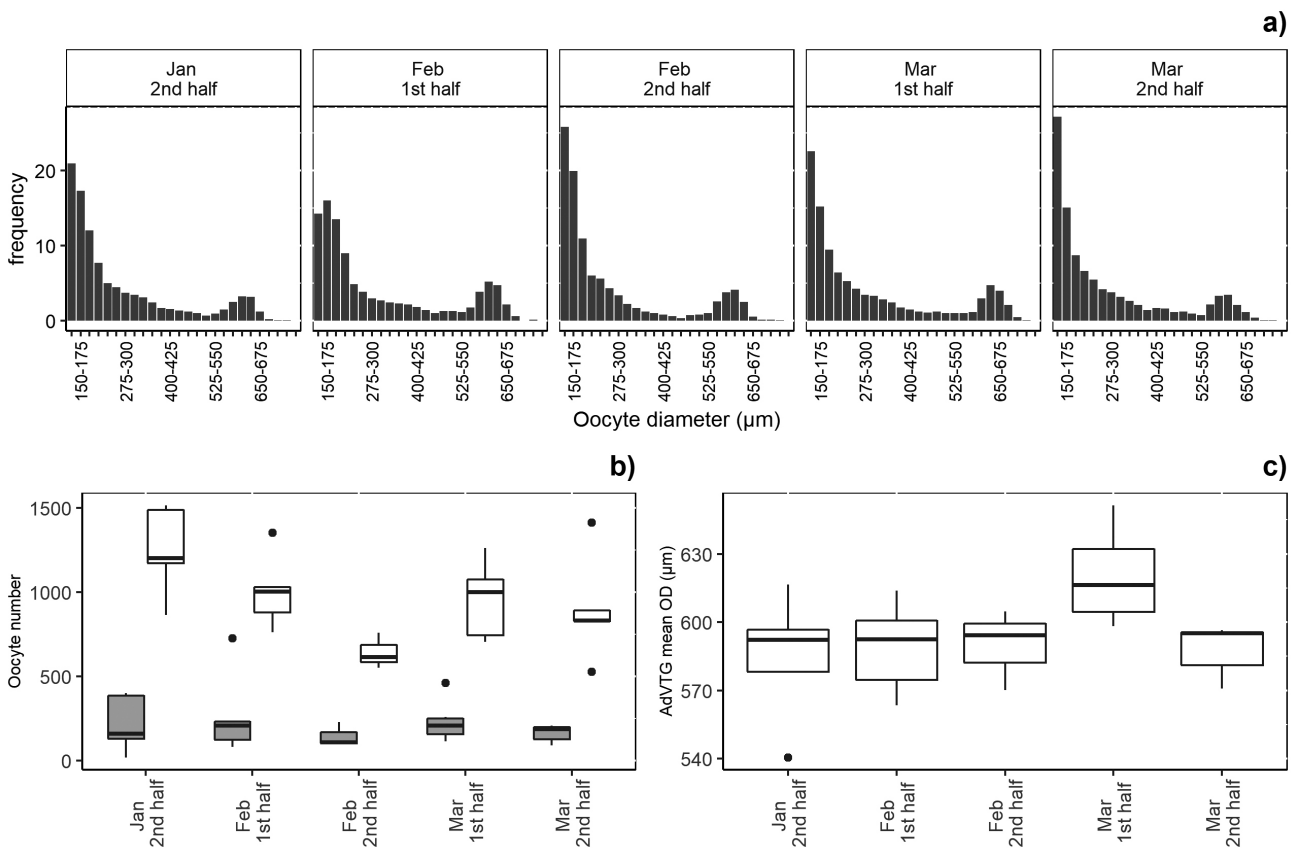 a)
Jan
2nd half
Feb
1st half
Feb
2nd half
Mar
1st half
Mar
2nd half
frequency
20
10
0
150-175
275-300
400-425
525-550
650-675
150-175
275-300
400-425
525-550
650-675
150-175
275-300
400-425
525-550
650-675
150-175
275-300
400-425
525-550
650-675
150-175
275-300
400-425
525-550
650-675
Oocyte diameter (µm)
b)
Oocyte number
1500
1000
500
0
Jan
2nd half
Feb
1st half
Feb
2nd half
Mar
1st half
Mar
2nd half
c)
AdVTG mean OD (µm)
630
600
570
540
Jan
2nd half
Feb
1st half
Feb
2nd half
Mar
1st half
Mar
2nd half